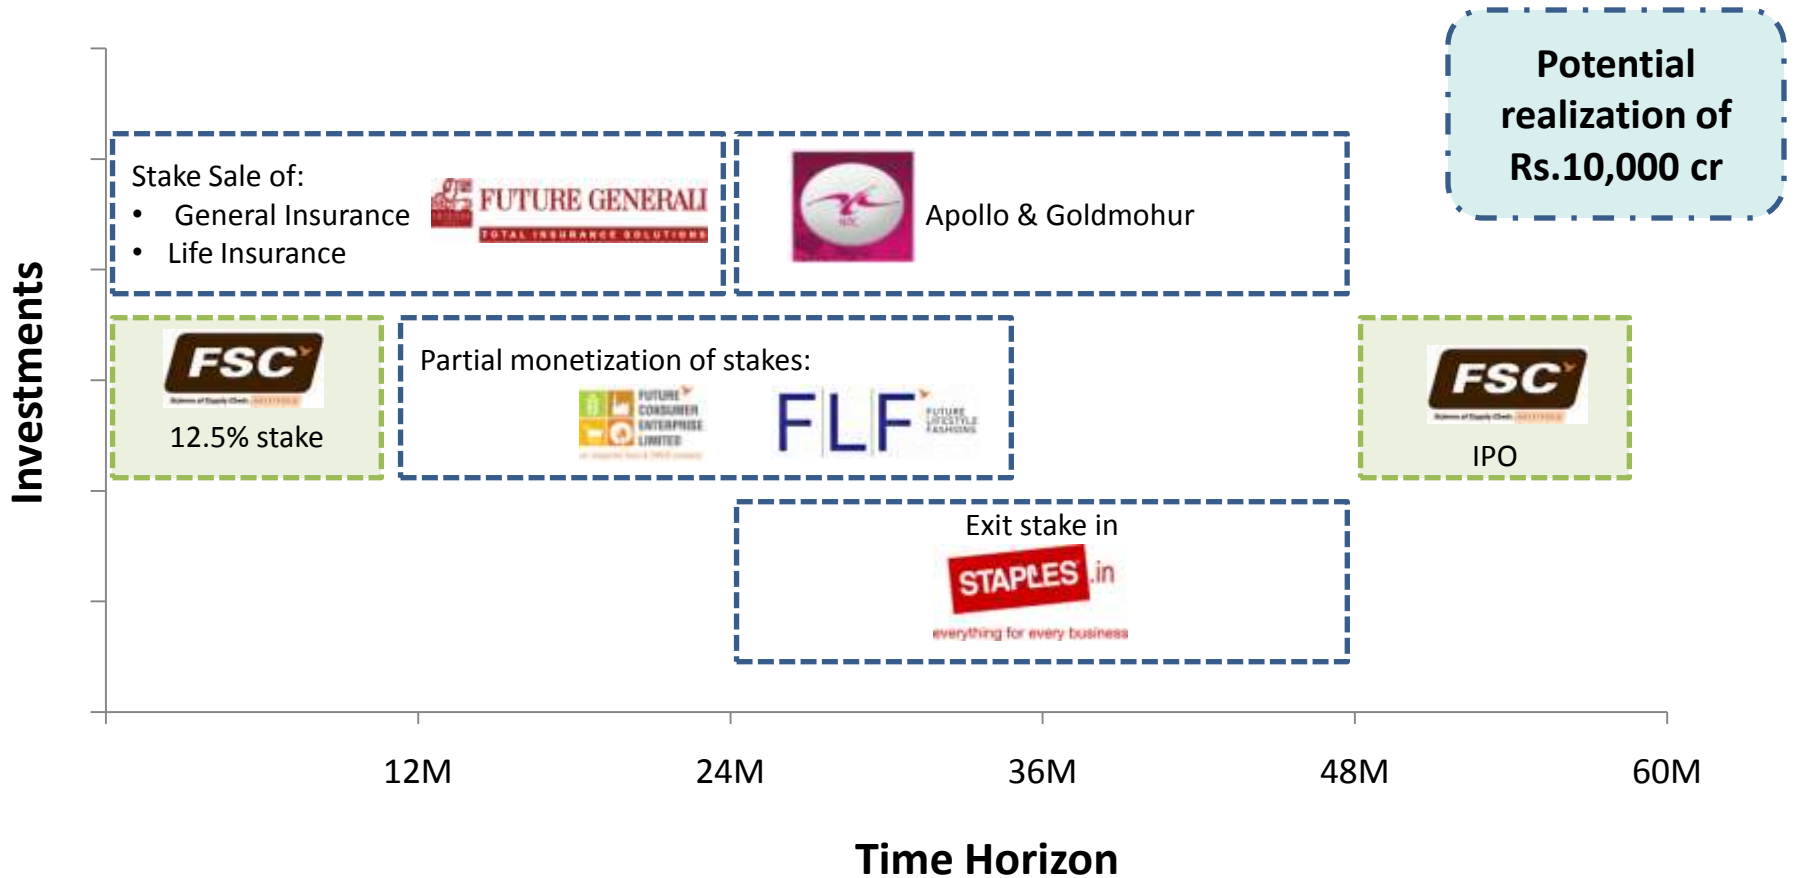 Potential
realization of
Rs.10,000 cr
Stake Sale of:
• General Insurance
• Life Insurance
FUTURE GENERALI
TOTAL INSURANCE SOLUTIONS
Apollo & Goldmohur
Investments
FSC
12.5% stake
Partial monetization of stakes:
FUTURE
CONSUMER
ENTERPRISE
LIMITED
FLF
FUTURE
LIFESTYLE
FASHIONS
FSC
IPO
Exit stake in
STAPLES.in
everything for every business
12M
24M
36M
48M
60M
Time Horizon